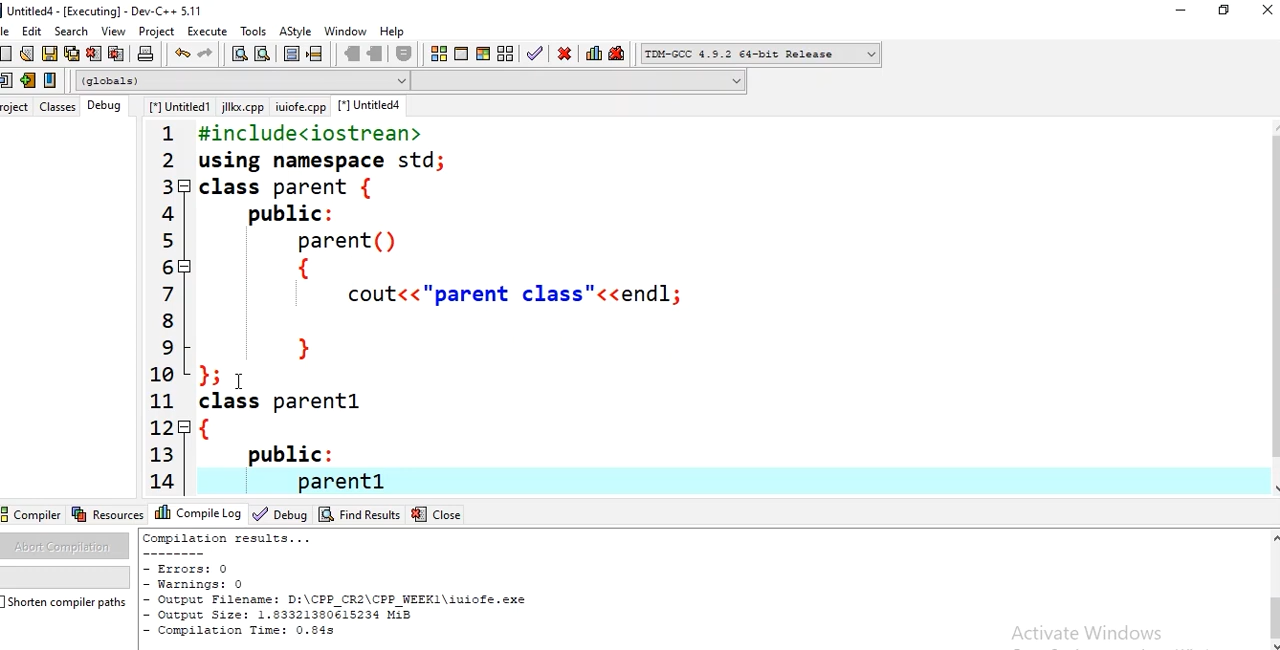 Untitled4 - [Executing] - Dev-C++ 5.11
le Edit Search View Project Execute Tools AStyle Window Help
TDM-GCC 4.9.2 64-bit Release
(globals)
roject Classes Debug [*] Untitled1 jllkx.cpp iuiofe.cpp [*] Untitled4
1 #include<iostrean>
2 using namespace std;
3 class parent {
4 public:
5 parent()
6 {
7 cout<<"parent class"<<endl;
8
9 }
10 };
11 class parent1
12 {
13 public:
14 parent1
Compiler Resources Compile Log Debug Find Results Close
Abort Compilation
Shorten compiler paths
Compilation results...
--------
- Errors: 0
- Warnings: 0
- Output Filename: D:\CPP_CR2\CPP_WEEK1\iuiofe.exe
- Output Size: 1.83321380615234 MiB
- Compilation Time: 0.84s
Activate Windows